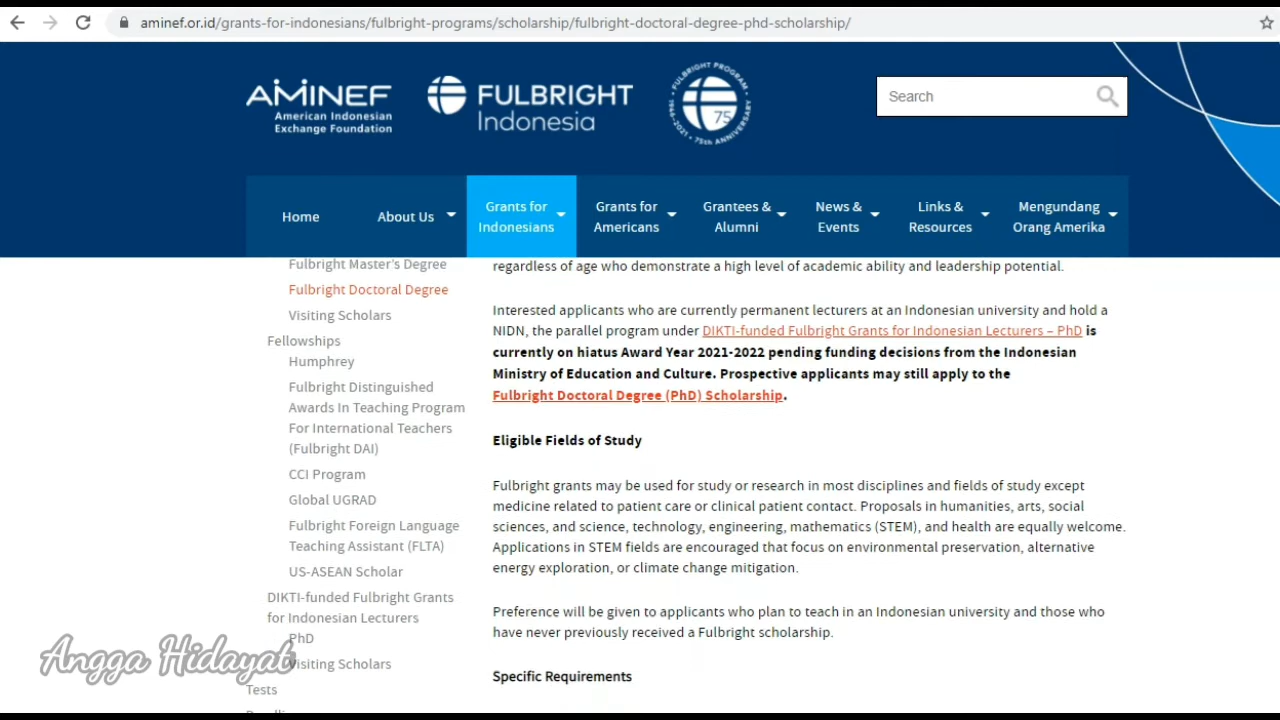 aminef.or.id/grants-for-indonesians/fulbright-programs/scholarship/fulbright-doctoral-degree-phd-scholarship/
AMINEF
American Indonesian
Exchange Foundation
FULBRIGHT
Indonesia
FULBRIGHT PROGRAM
1946-2021 • 75th ANNIVERSARY
75
Search
Home
About Us
Grants for
Indonesians
Grants for
Americans
Grantees &
Alumni
News &
Events
Links &
Resources
Mengundang
Orang Amerika
Fulbright Master's Degree
Fulbright Doctoral Degree
Visiting Scholars
Fellowships
Humphrey
Fulbright Distinguished
Awards In Teaching Program
For International Teachers
(Fulbright DAI)
CCI Program
Global UGRAD
Fulbright Foreign Language
Teaching Assistant (FLTA)
US-ASEAN Scholar
DIKTI-funded Fulbright Grants
for Indonesian Lecturers
PhD
Visiting Scholars
Tests
regardless of age who demonstrate a high level of academic ability and leadership potential.
Interested applicants who are currently permanent lecturers at an Indonesian university and hold a
NIDN, the parallel program under DIKTI-funded Fulbright Grants for Indonesian Lecturers – PhD is
currently on hiatus Award Year 2021-2022 pending funding decisions from the Indonesian
Ministry of Education and Culture. Prospective applicants may still apply to the
Fulbright Doctoral Degree (PhD) Scholarship.
Eligible Fields of Study
Fulbright grants may be used for study or research in most disciplines and fields of study except
medicine related to patient care or clinical patient contact. Proposals in humanities, arts, social
sciences, and science, technology, engineering, mathematics (STEM), and health are equally welcome.
Applications in STEM fields are encouraged that focus on environmental preservation, alternative
energy exploration, or climate change mitigation.
Preference will be given to applicants who plan to teach in an Indonesian university and those who
have never previously received a Fulbright scholarship.
Specific Requirements
Angga Hidayat